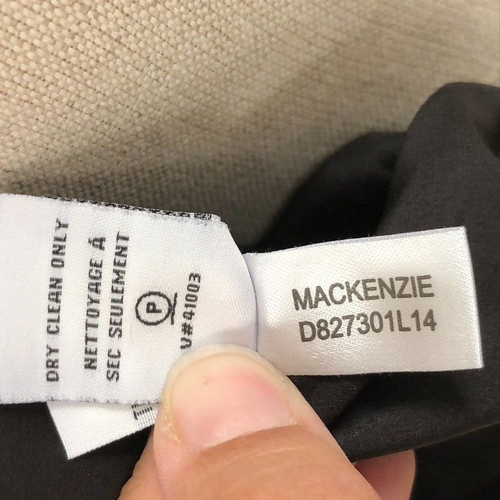 DRY CLEAN ONLY
NETTOYAGE À
SEC SEULEMENT
P
V#41003
MACKENZIE
D827301L14